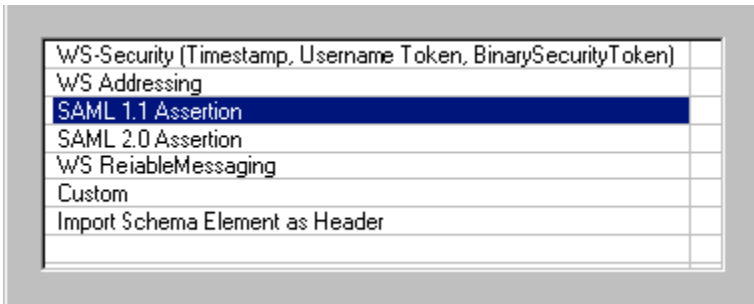 WS-Security (Timestamp, Username Token, BinarySecurityToken)
WS Addressing
SAML 1.1 Assertion
SAML 2.0 Assertion
WS ReiableMessaging
Custom
Import Schema Element as Header